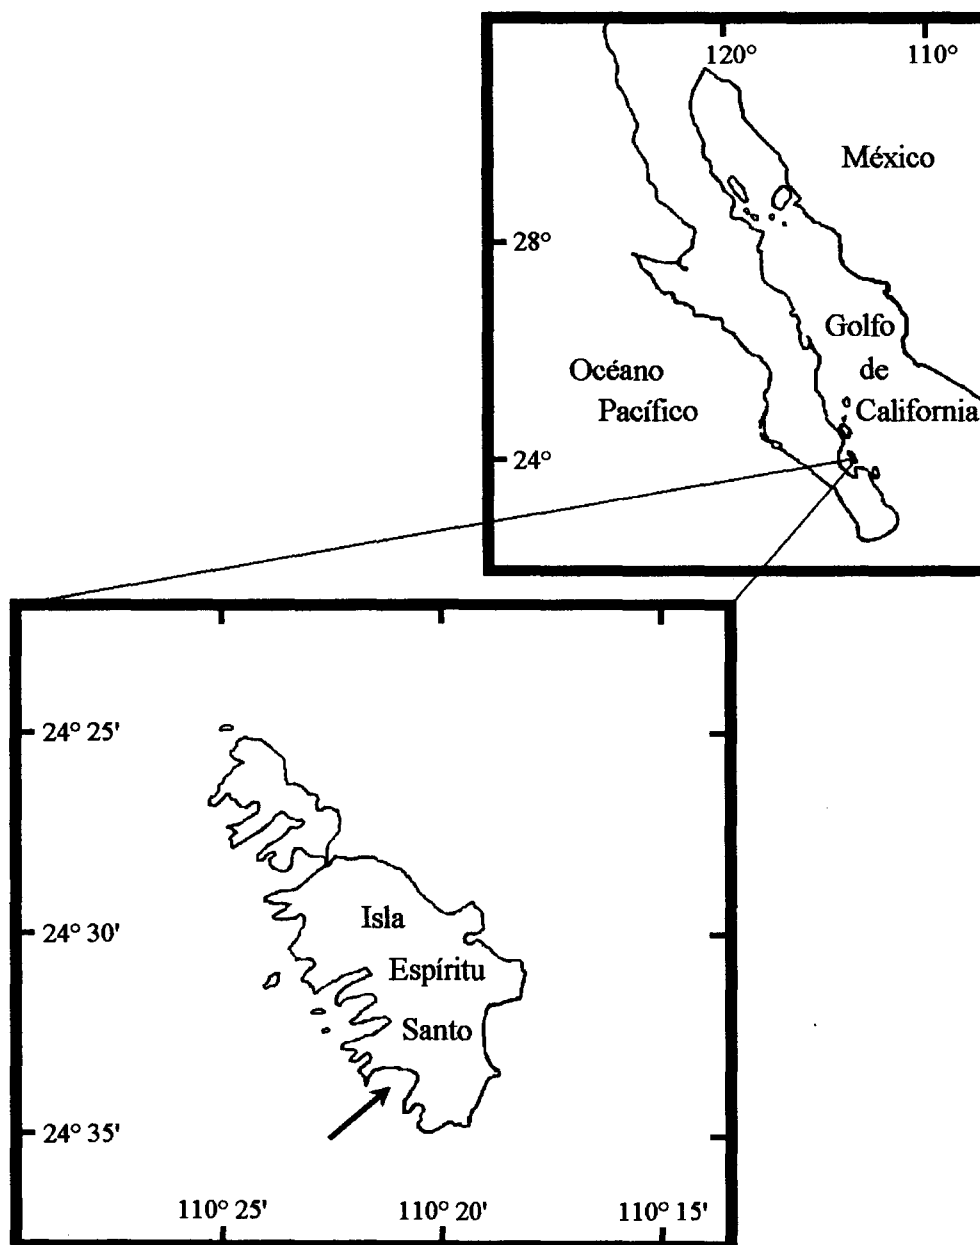 120°
110°
México
28°
Golfo
de
California
Océano
Pacífico
24°
24° 25'
24° 30'
24° 35'
Isla
Espíritu
Santo
110° 25'
110° 20'
110° 15'